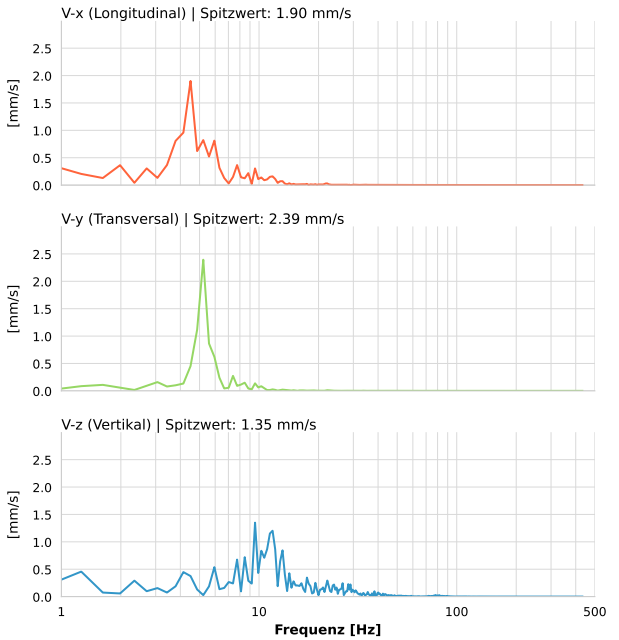 V-x (Longitudinal) | Spitzwert: 1.90 mm/s
2.5
2.0
1.5
1.0
0.5
0.0
[mm/s]
V-y (Transversal) | Spitzwert: 2.39 mm/s
2.5
2.0
1.5
1.0
0.5
0.0
[mm/s]
V-z (Vertikal) | Spitzwert: 1.35 mm/s
2.5
2.0
1.5
1.0
0.5
0.0
[mm/s]
1 10 100 500
Frequenz [Hz]